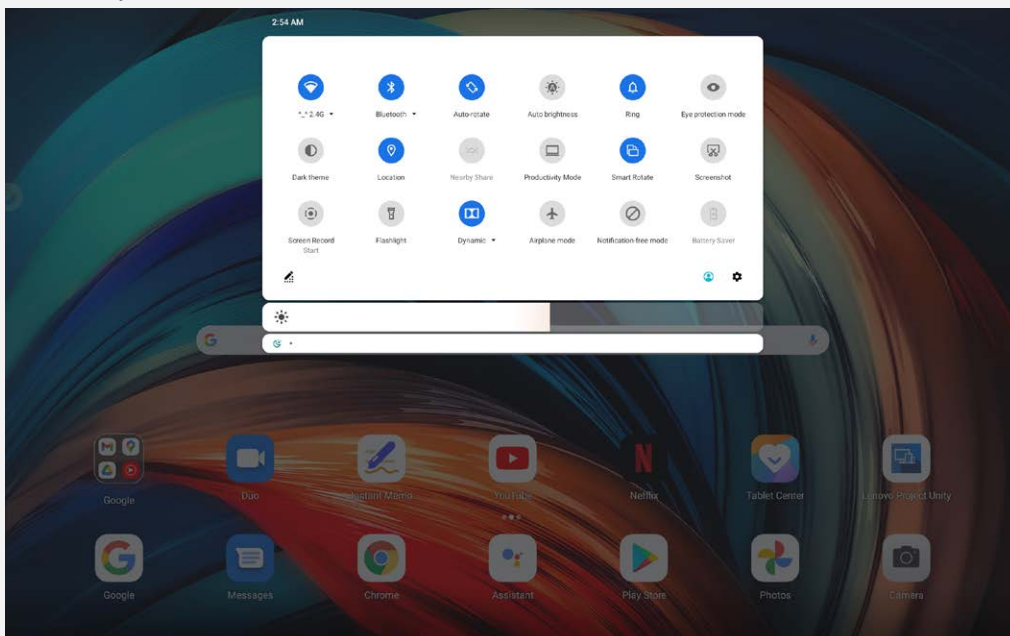 2:54 AM
*_^ 2.4G
Bluetooth
Auto-rotate
Auto brightness
Ring
Eye protection mode
Dark theme
Location
Nearby Share
Productivity Mode
Smart Rotate
Screenshot
Screen Record
Start
Flashlight
Dynamic
Airplane mode
Notification-free mode
Battery Saver
Google
Duo
Instant Memo
YouTube
Netflix
Tablet Center
Lenovo Project Unity
Google
Messages
Chrome
Assistant
Play Store
Photos
Camera